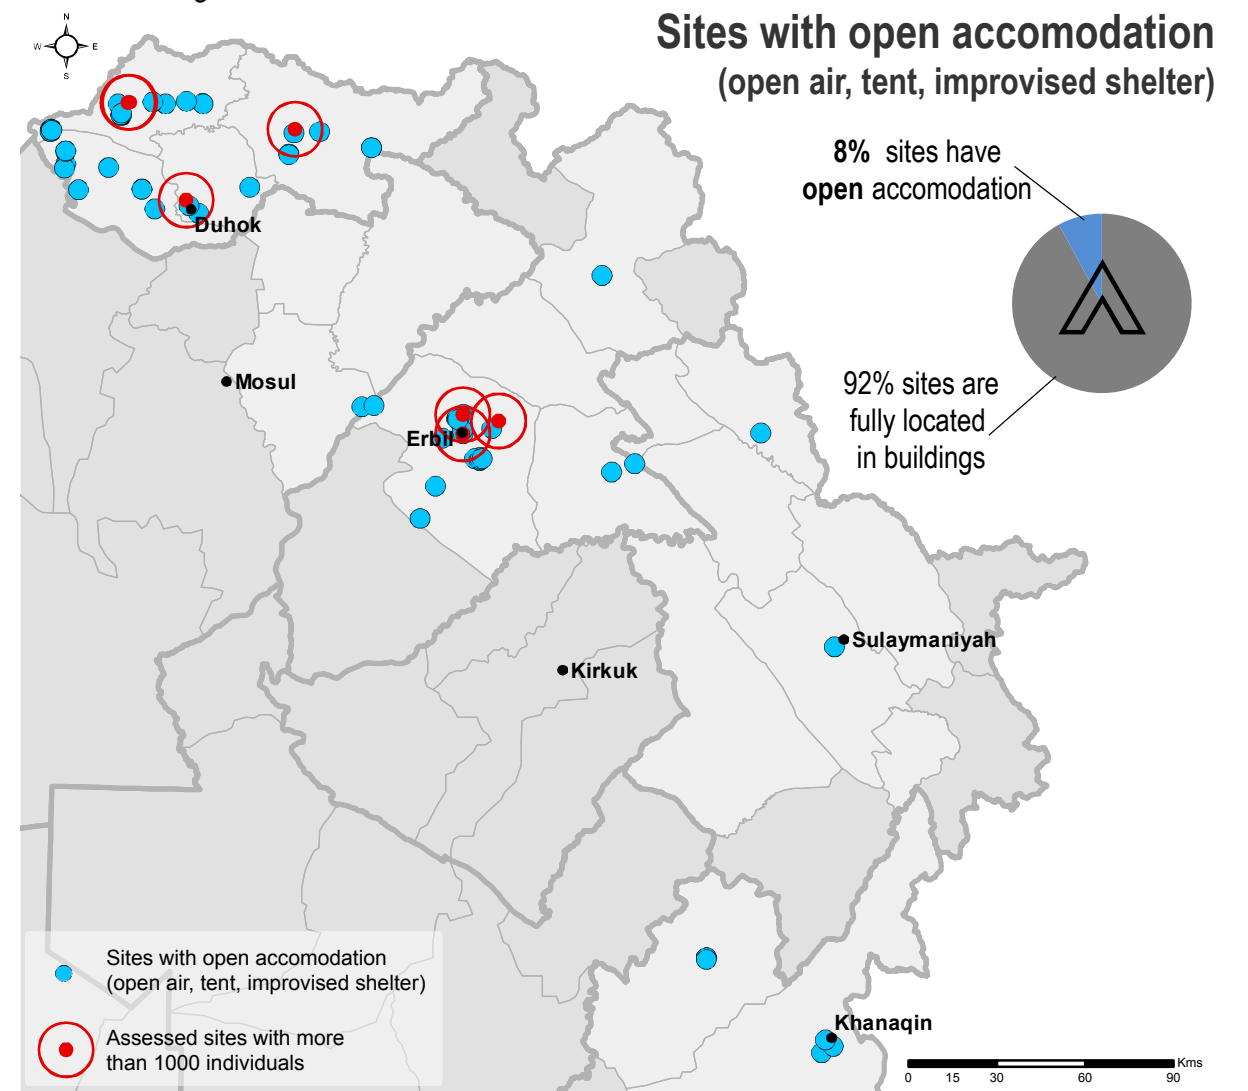 N
W E
S
Sites with open accomodation
(open air, tent, improvised shelter)
8% sites have
open accomodation
92% sites are
fully located
in buildings
Duhok
Mosul
Erbil
Sulaymaniyah
Kirkuk
Khanaqin
Sites with open accomodation
(open air, tent, improvised shelter)
Assessed sites with more
than 1000 individuals
Kms
0 15 30 60 90